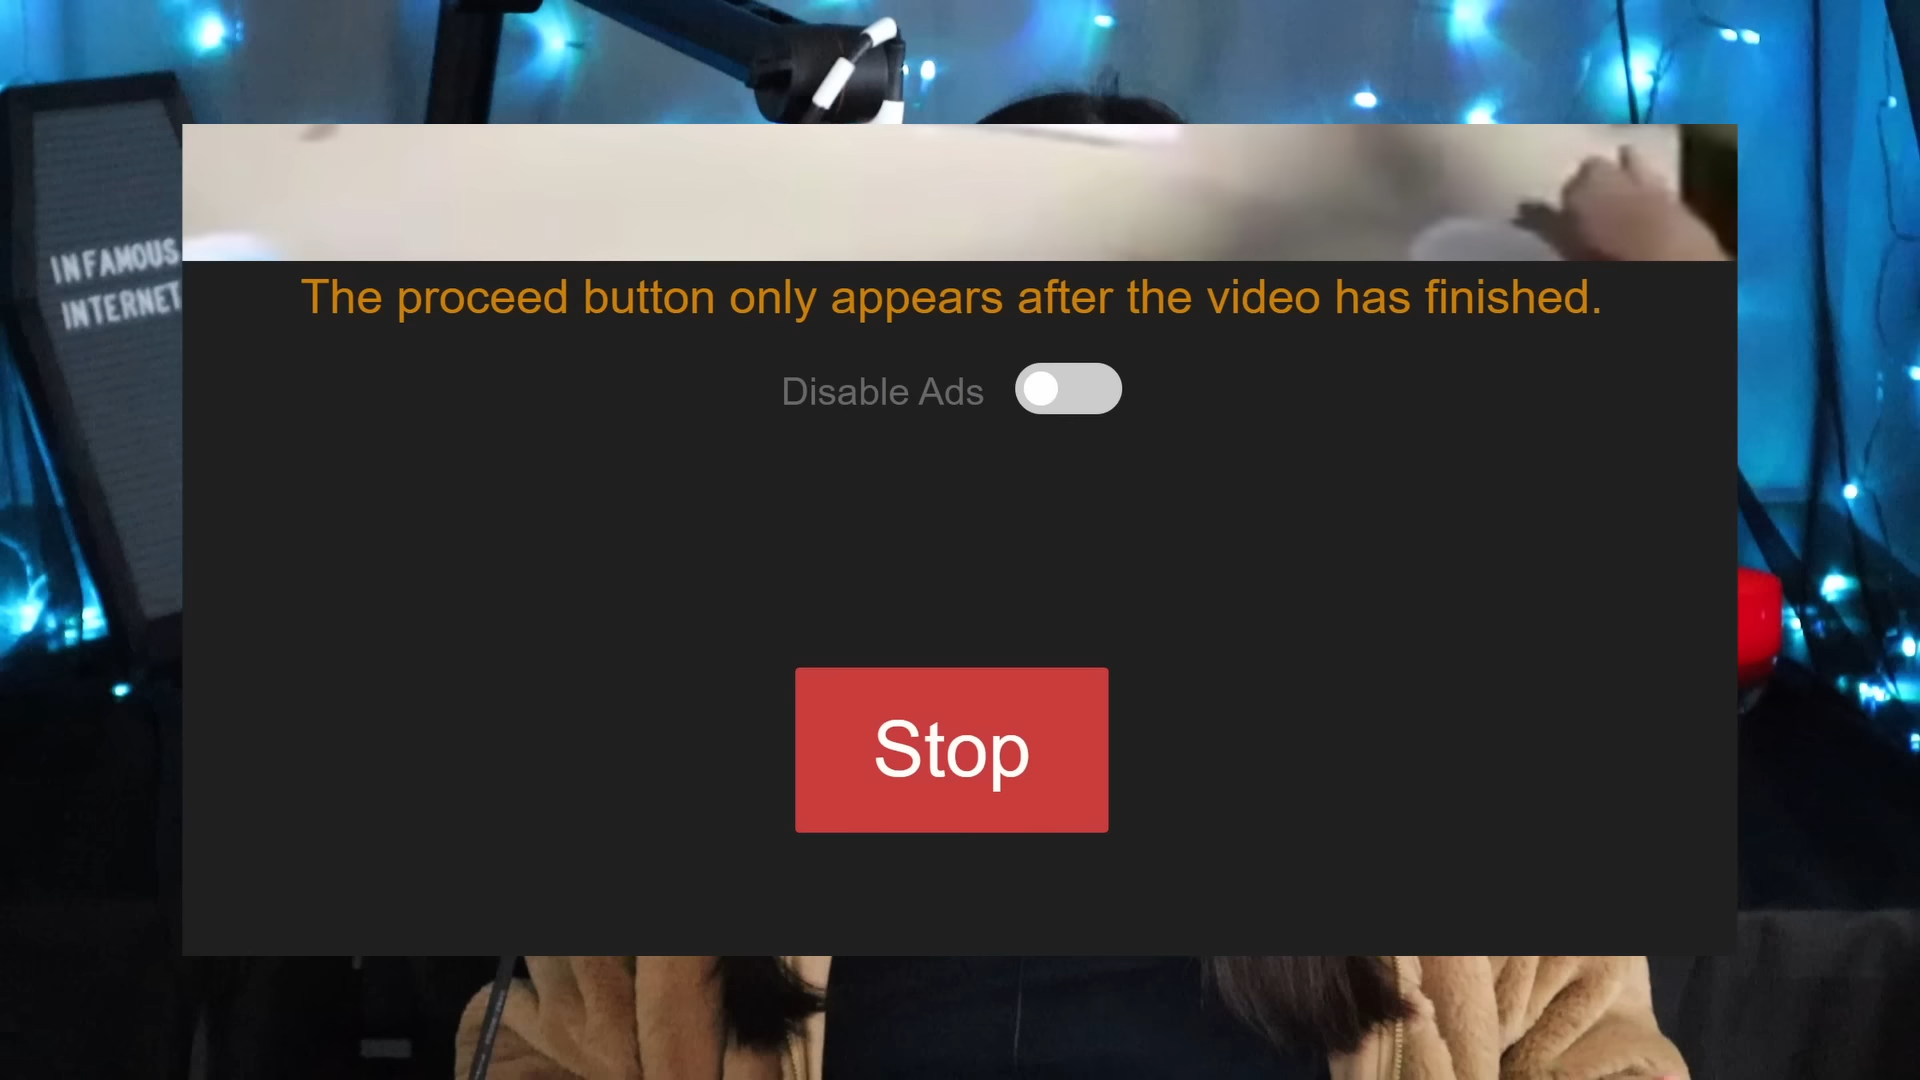 INFAMOUS
INTERNET
The proceed button only appears after the video has finished.
Disable Ads
Stop